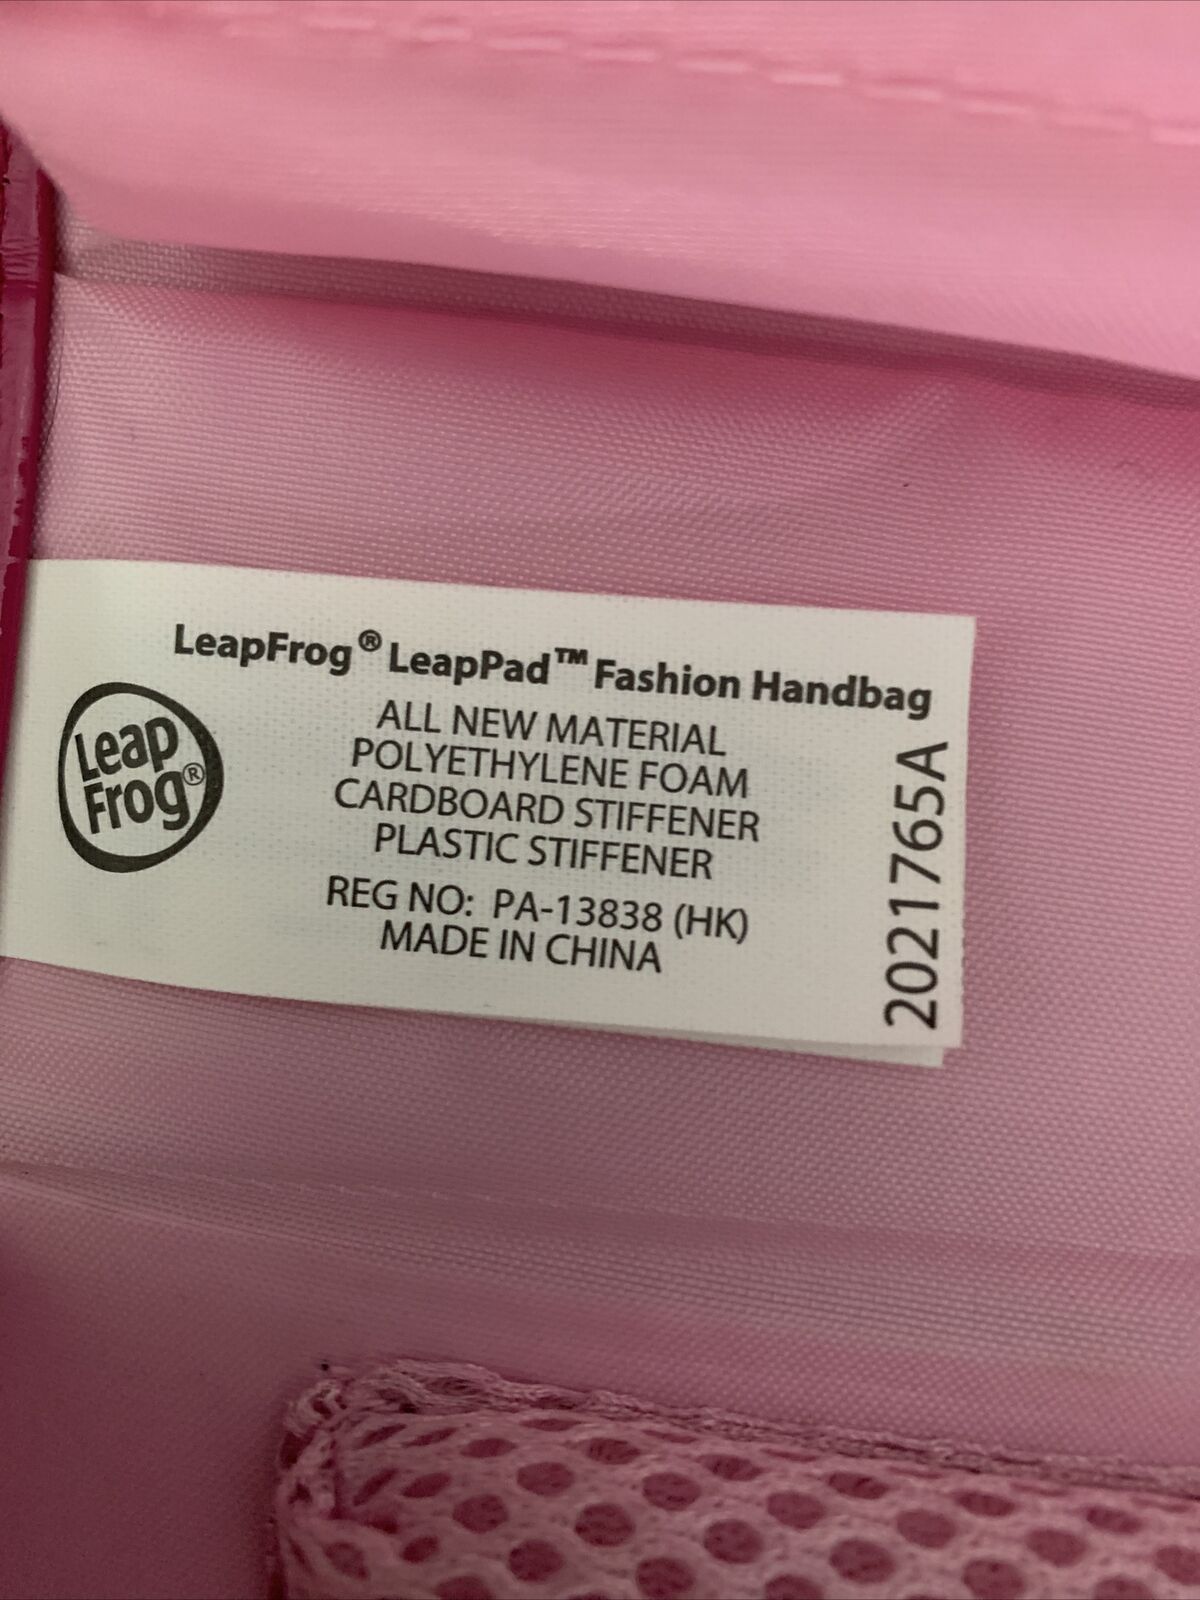 LeapFrog® LeapPad™ Fashion Handbag
Leap
Frog®
ALL NEW MATERIAL
POLYETHYLENE FOAM
CARDBOARD STIFFENER
PLASTIC STIFFENER
REG NO: PA-13838 (HK)
MADE IN CHINA
2021765A